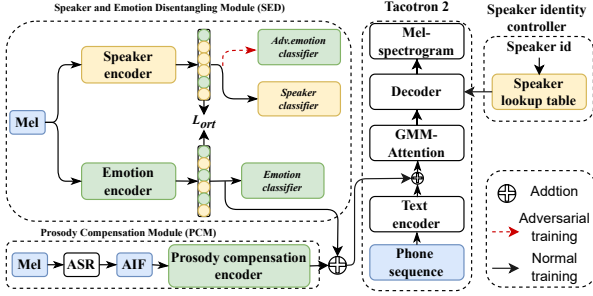 Speaker and Emotion Disentangling Module (SED)
Mel
Speaker
encoder
Adv.emotion
classifier
Speaker
classifier
L_ort
Emotion
encoder
Emotion
classifier
Prosody Compensation Module (PCM)
Mel
ASR
AIF
Prosody compensation
encoder
Tacotron 2
Mel-
spectrogram
Decoder
GMM-
Attention
Text
encoder
Phone
sequence
Speaker identity
controller
Speaker id
Speaker
lookup table
Addtion
Adversarial
training
Normal
training